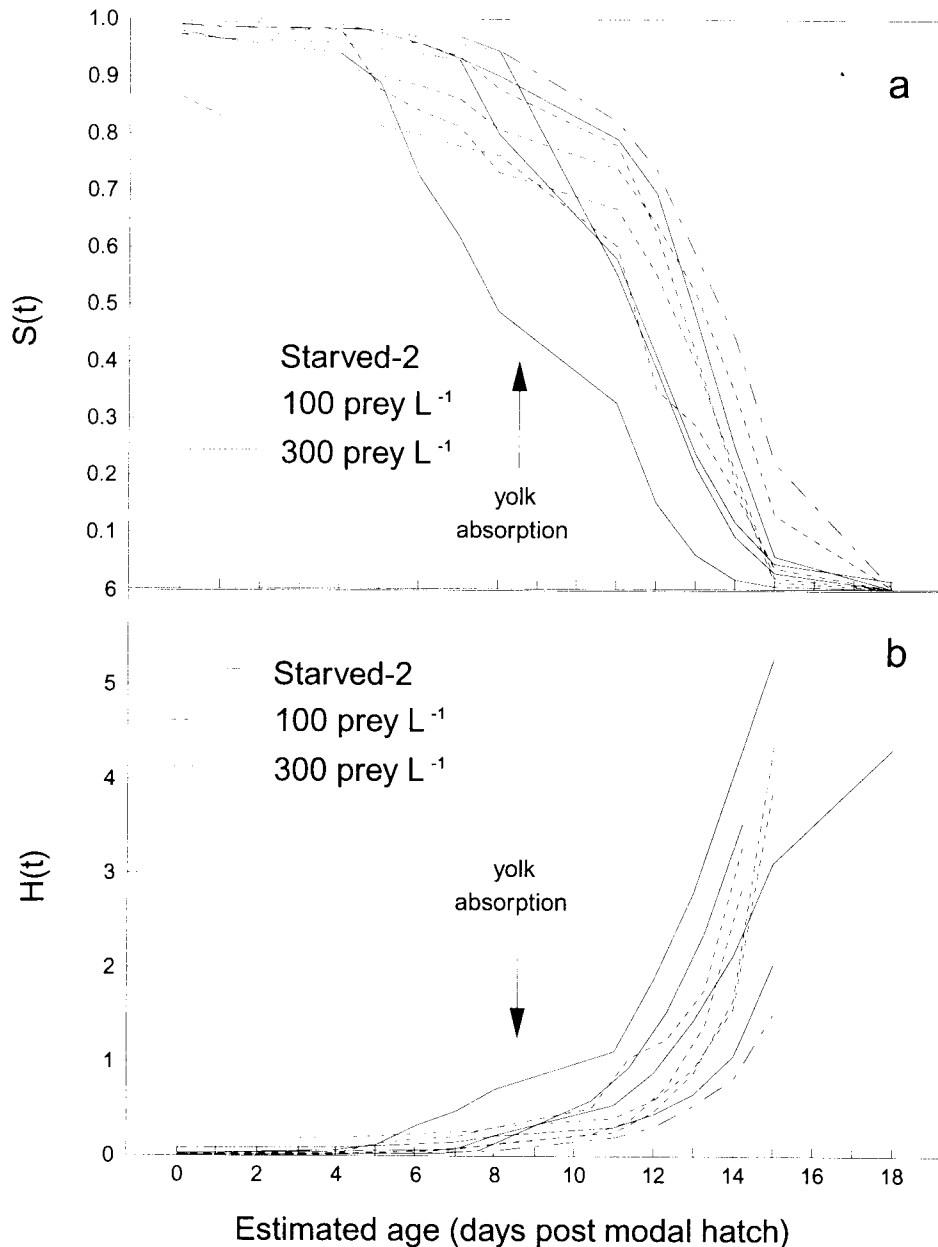 1.0
a
0.9
0.8
0.7
0.6
S(t)
0.5
0.4
0.3
0.2
0.1
Starved-2
100 prey L⁻¹
300 prey L⁻¹
yolk
absorption
6
b
5
4
3
2
1
0
H(t)
Starved-2
100 prey L⁻¹
300 prey L⁻¹
yolk
absorption
0 2 4 6 8 10 12 14 16 18
Estimated age (days post modal hatch)